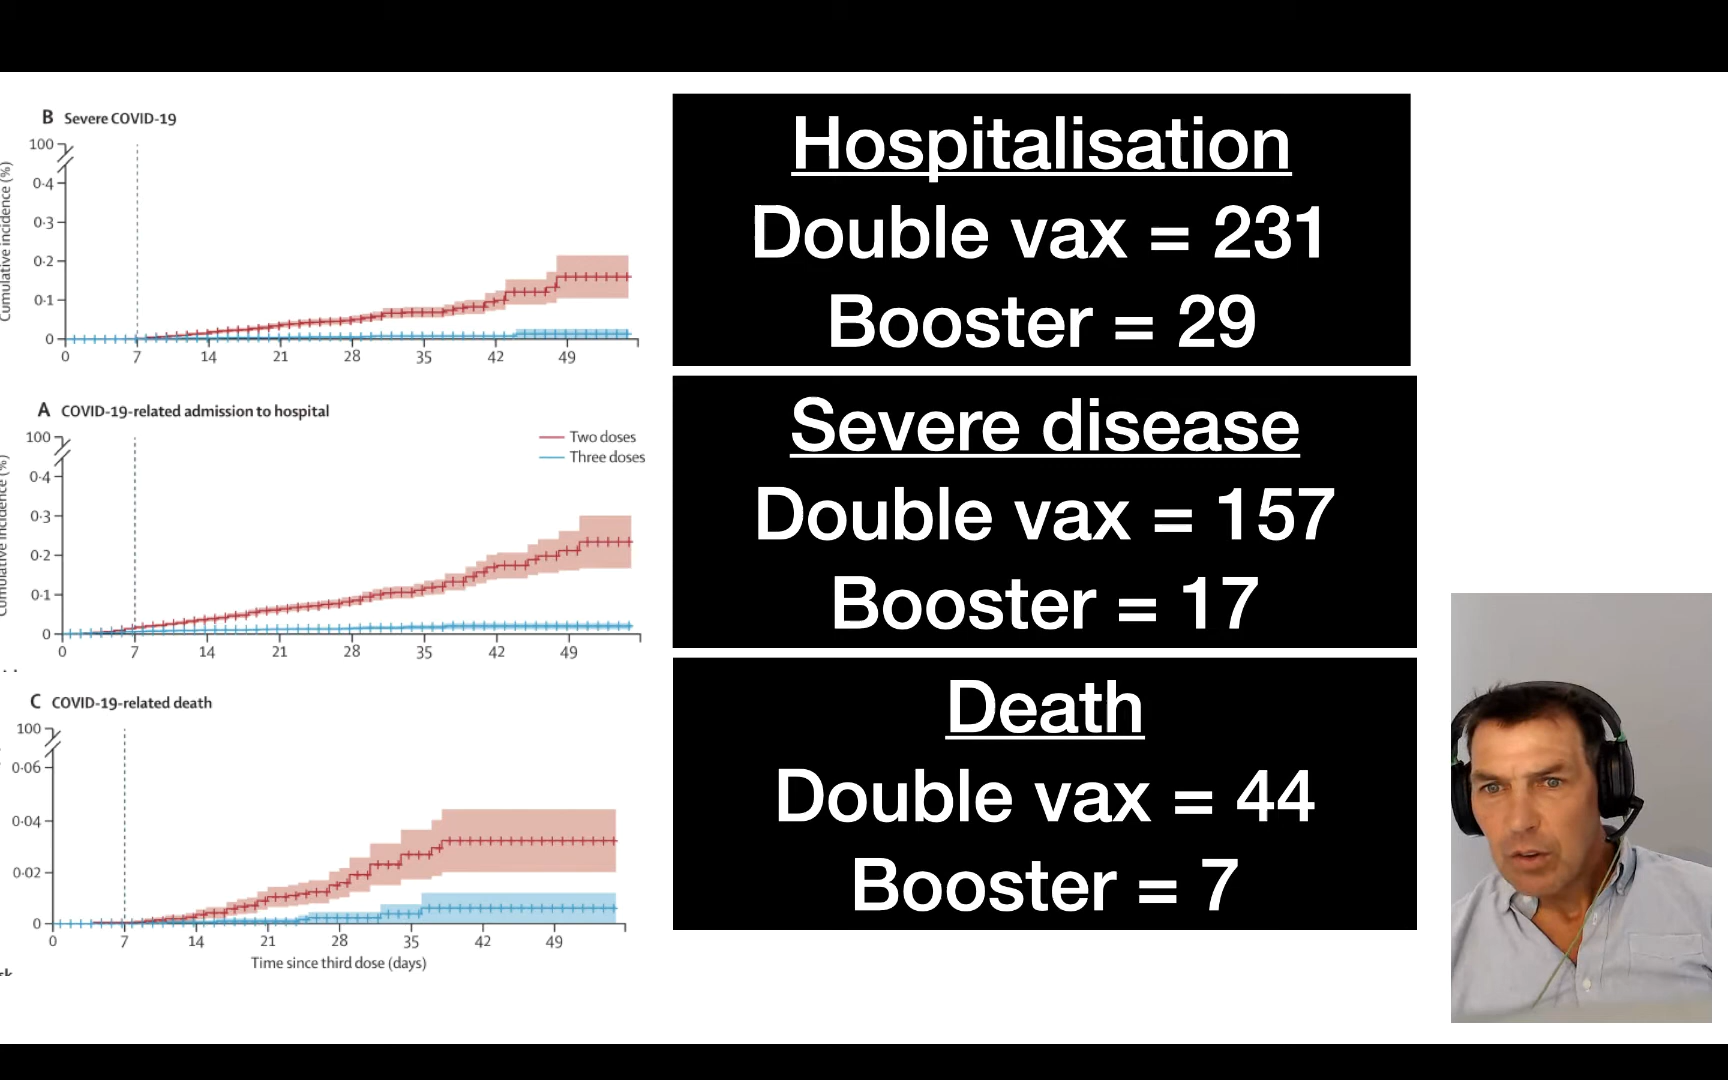 B Severe COVID-19
Cumulative incidence (%)
100
0·4
0·3
0·2
0·1
0
0 7 14 21 28 35 42 49
A COVID-19-related admission to hospital
Two doses
Three doses
Cumulative incidence (%)
100
0·4
0·3
0·2
0·1
0
0 7 14 21 28 35 42 49
C COVID-19-related death
100
0·06
0·04
0·02
0
0 7 14 21 28 35 42 49
Time since third dose (days)
Hospitalisation
Double vax = 231
Booster = 29
Severe disease
Double vax = 157
Booster = 17
Death
Double vax = 44
Booster = 7